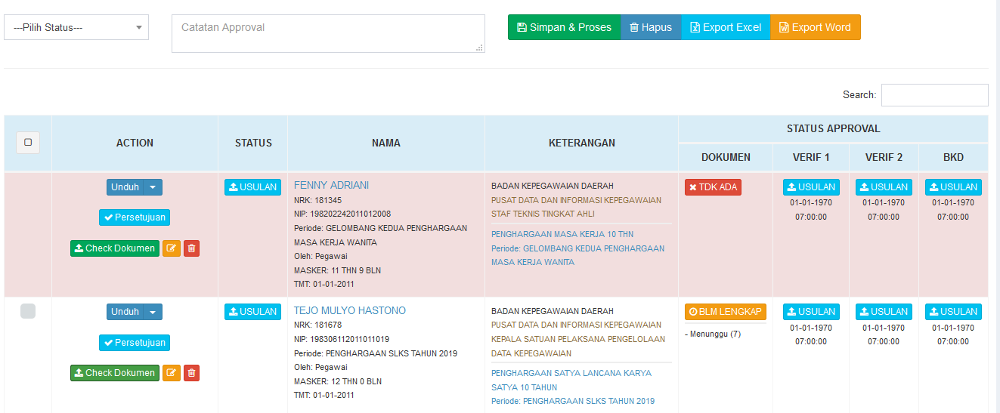 ---Pilih Status---
Catatan Approval
Simpan & Proses
Hapus
Export Excel
Export Word
Search:
ACTION
STATUS
NAMA
KETERANGAN
STATUS APPROVAL
DOKUMEN
VERIF 1
VERIF 2
BKD
Unduh
Persetujuan
Check Dokumen
USULAN
FENNY ADRIANI
NRK: 181345
NIP: 198202242011012008
Periode: GELOMBANG KEDUA PENGHARGAAN
MASA KERJA WANITA
Oleh: Pegawai
MASKER: 11 THN 9 BLN
TMT: 01-01-2011
BADAN KEPEGAWAIAN DAERAH
PUSAT DATA DAN INFORMASI KEPEGAWAIAN
STAF TEKNIS TINGKAT AHLI
PENGHARGAAN MASA KERJA 10 THN
Periode: GELOMBANG KEDUA PENGHARGAAN
MASA KERJA WANITA
TDK ADA
USULAN
01-01-1970
07:00:00
USULAN
01-01-1970
07:00:00
USULAN
01-01-1970
07:00:00
Unduh
Persetujuan
Check Dokumen
USULAN
TEJO MULYO HASTONO
NRK: 181678
NIP: 198306112011011019
Periode: PENGHARGAAN SLKS TAHUN 2019
Oleh: Pegawai
MASKER: 12 THN 0 BLN
TMT: 01-01-2011
BADAN KEPEGAWAIAN DAERAH
PUSAT DATA DAN INFORMASI KEPEGAWAIAN
KEPALA SATUAN PELAKSANA PENGELOLAAN
DATA KEPEGAWAIAN
PENGHARGAAN SATYA LANCANA KARYA
SATYA 10 TAHUN
Periode: PENGHARGAAN SLKS TAHUN 2019
BLM LENGKAP
- Menunggu (7)
USULAN
01-01-1970
07:00:00
USULAN
01-01-1970
07:00:00
USULAN
01-01-1970
07:00:00